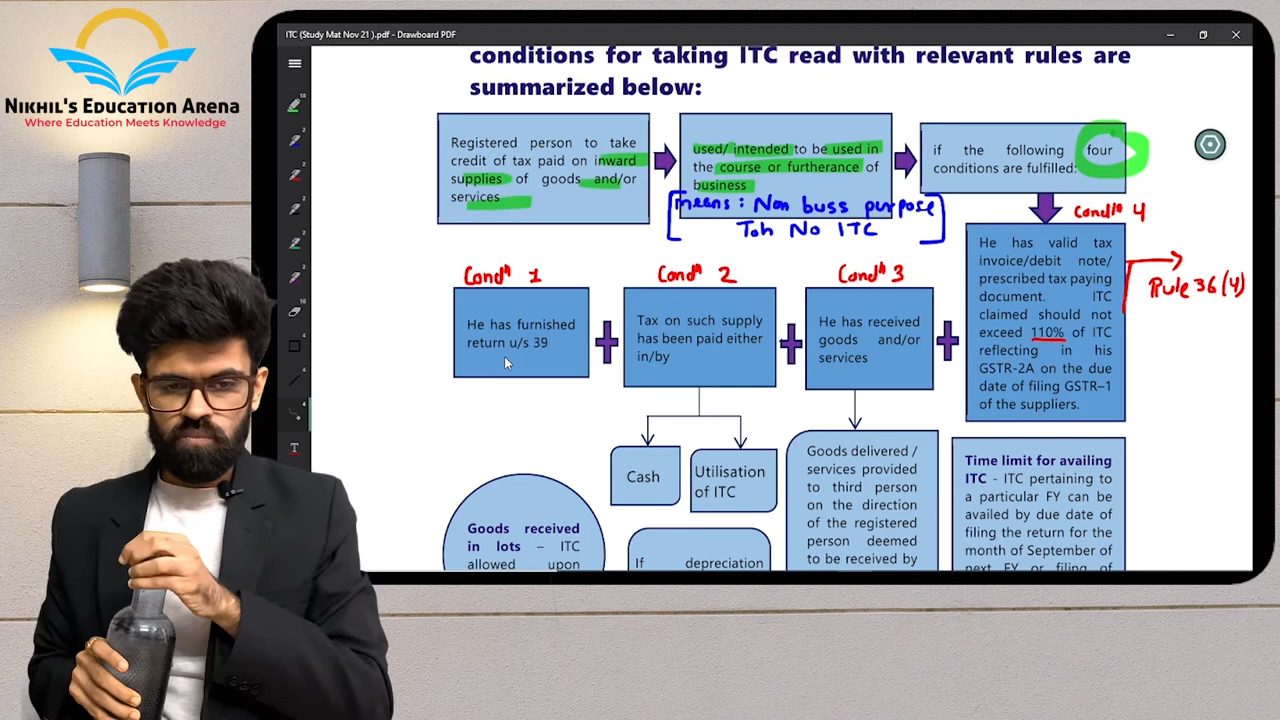 NIKHIL'S EDUCATION ARENA
Where Education Meets Knowledge
ITC (Study Mat Nov 21 ).pdf - Drawboard PDF
conditions for taking ITC read with relevant rules are
summarized below:
Registered person to take
credit of tax paid on inward
supplies of goods and/or
services
used/ intended to be used in
the course or furtherance of
business
if the following four
conditions are fulfilled:
[means : Non buss purpose
Toh No ITC]
Condn 4
He has valid tax
invoice/debit note/
prescribed tax paying
document. ITC
claimed should not
exceed 110% of ITC
reflecting in his
GSTR-2A on the due
date of filing GSTR–1
of the suppliers.
Rule 36 (4)
Condn 1
He has furnished
return u/s 39
Condn 2
Tax on such supply
has been paid either
in/by
Condn 3
He has received
goods and/or
services
Cash
Utilisation
of ITC
Goods delivered /
services provided
to third person
on the direction
of the registered
person deemed
to be received by
Time limit for availing
ITC - ITC pertaining to
a particular FY can be
availed by due date of
filing the return for the
month of September of
next FY or filing of
Goods received
in lots – ITC
allowed upon
If depreciation